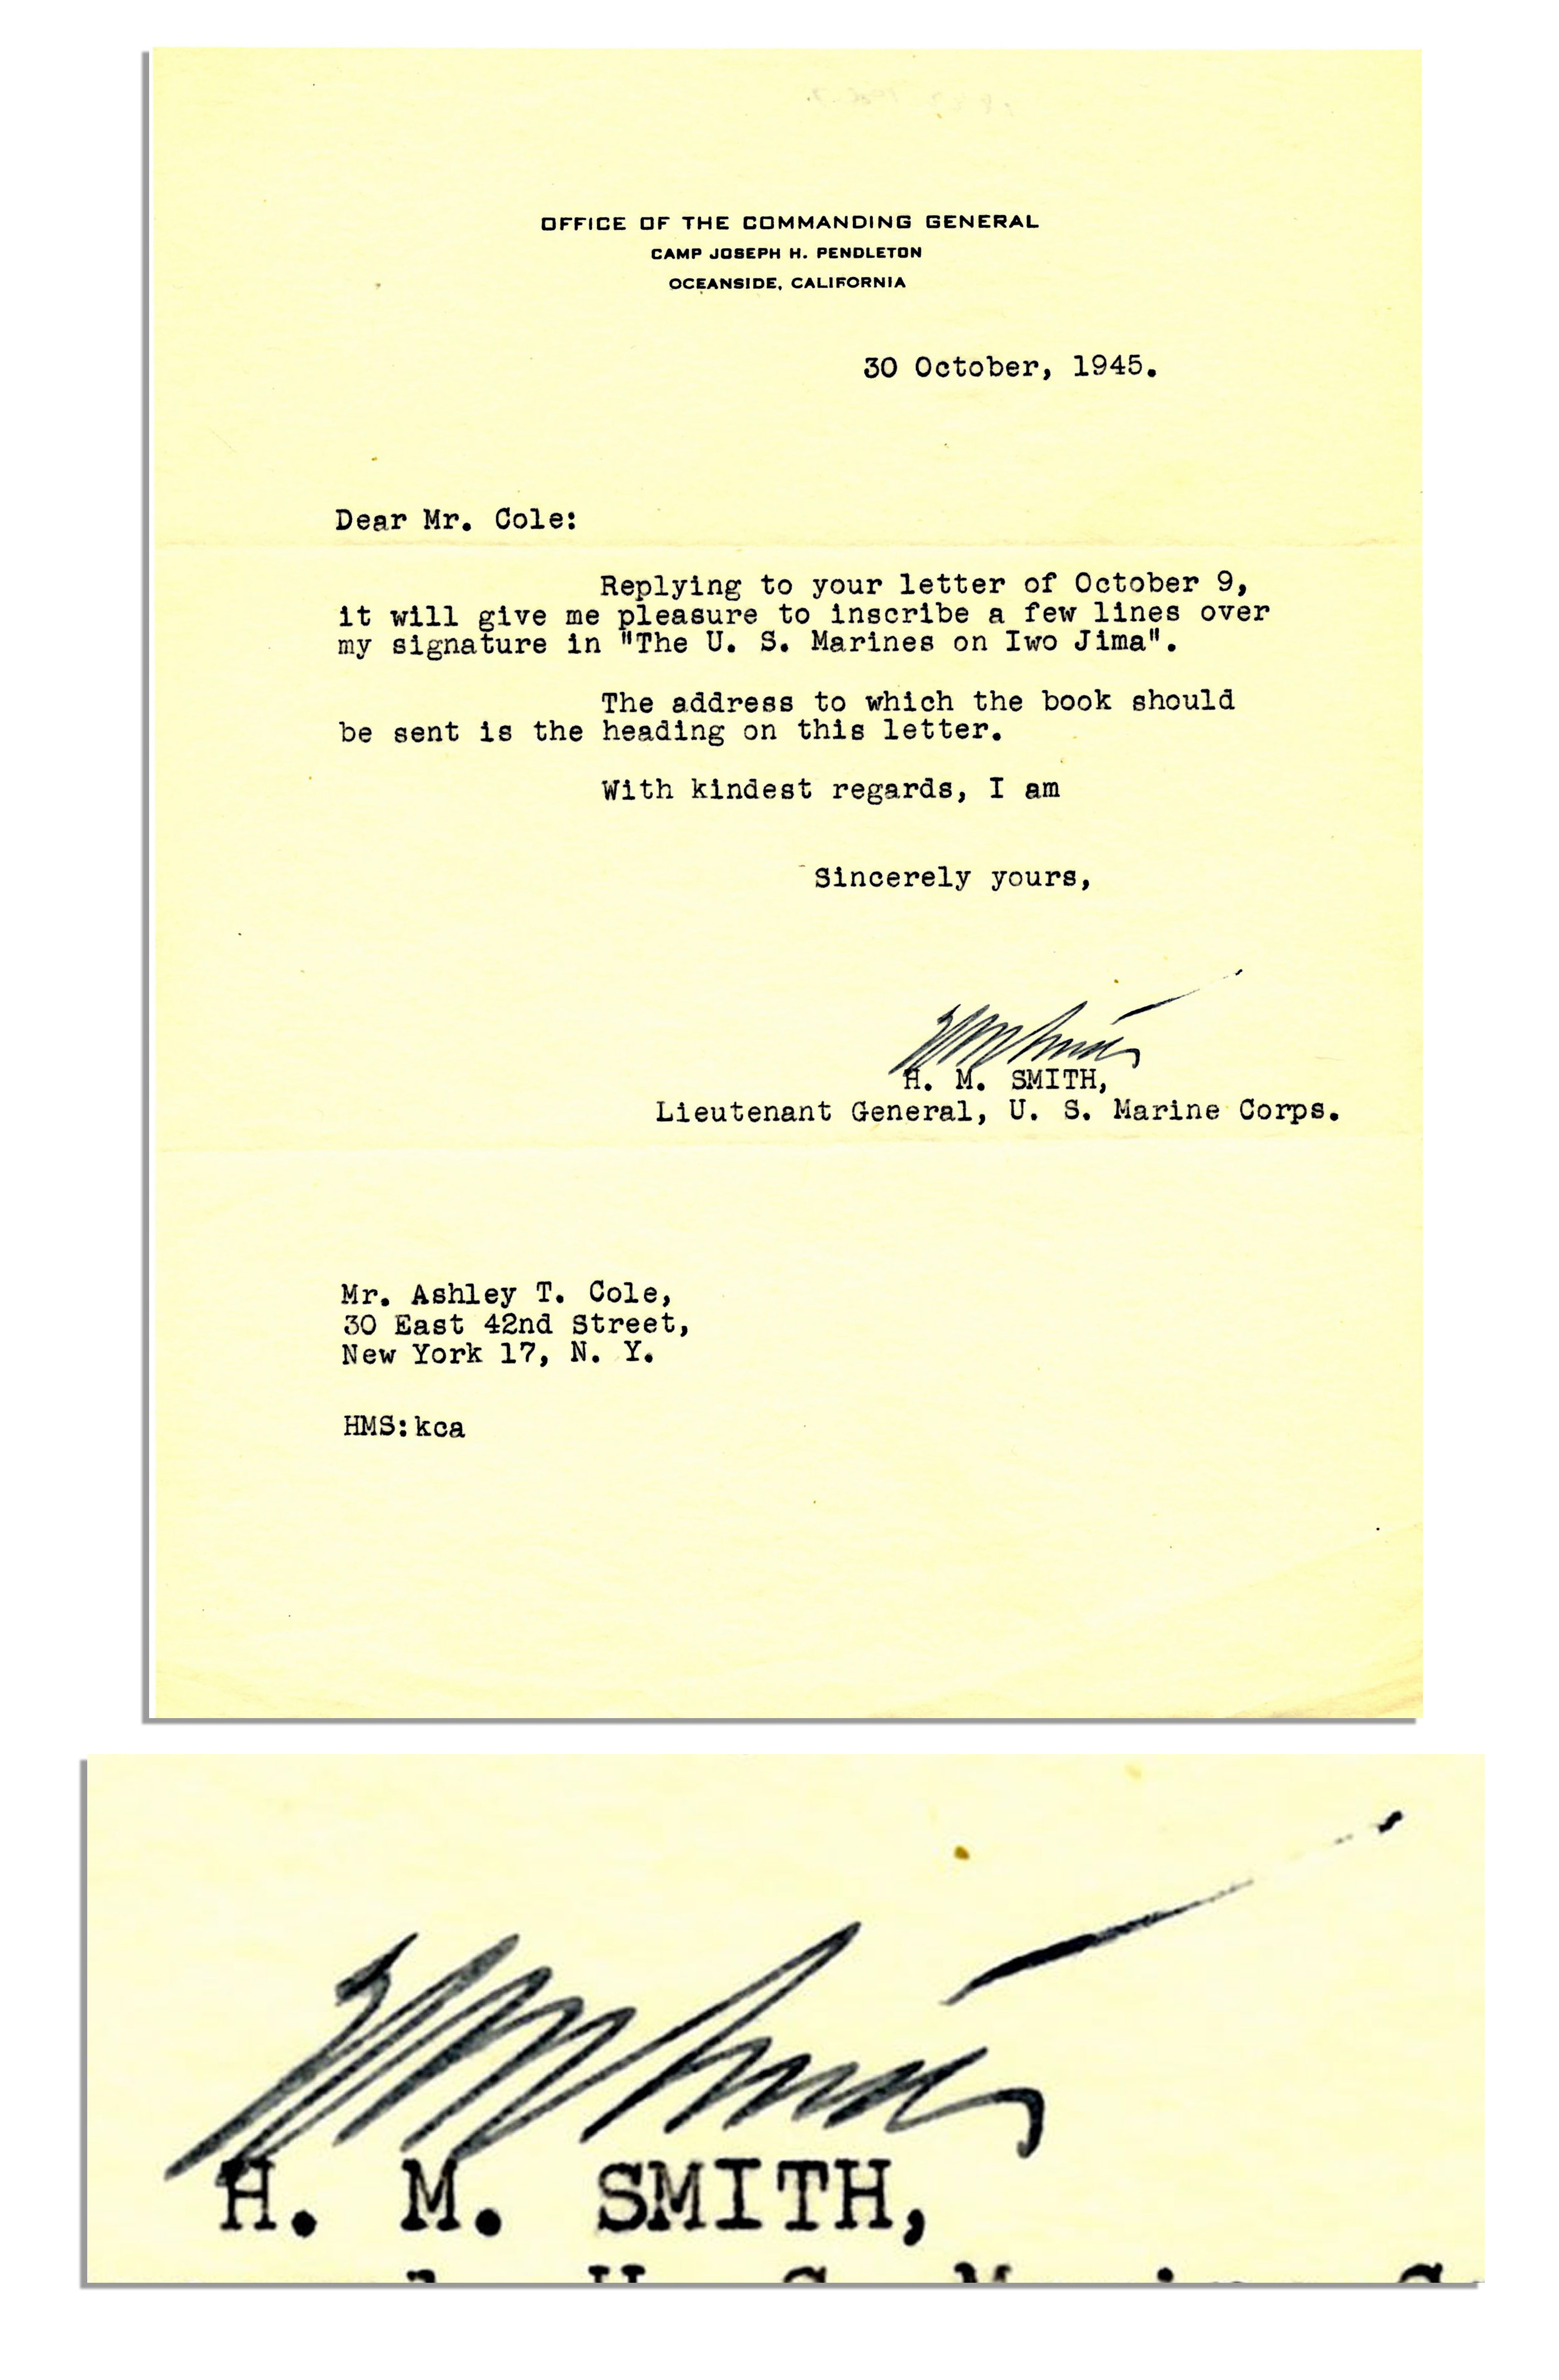 OFFICE OF THE COMMANDING GENERAL
CAMP JOSEPH H. PENDLETON
OCEANSIDE, CALIFORNIA
30 October, 1945.
Dear Mr. Cole:
Replying to your letter of October 9,
it will give me pleasure to inscribe a few lines over
my signature in "The U. S. Marines on Iwo Jima".
The address to which the book should
be sent is the heading on this letter.
With kindest regards, I am
Sincerely yours,
HM Smith
H. M. SMITH,
Lieutenant General, U. S. Marine Corps.
Mr. Ashley T. Cole,
30 East 42nd Street,
New York 17, N. Y.
HMS:kca
HM Smith
H. M. SMITH,